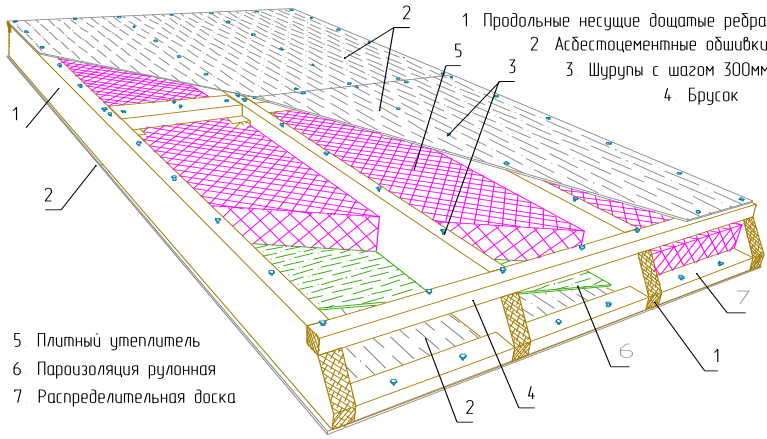 2
1 Продольные несущие дощатые ребра
2 Асбестоцементные обшивки
3. Шурупы с шагом 300мм
4. Брусок
5
3
1
2
5 Плитный утеплитель
6 Пароизоляция рулонная
7. Распределительная доска
2
4
6
1
7